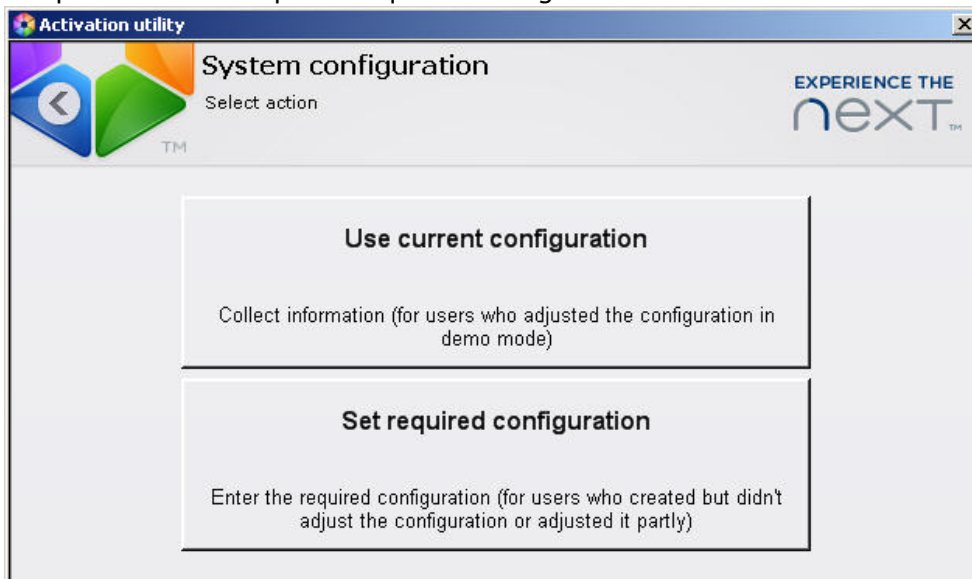 Activation utility
System configuration
Select action
EXPERIENCE THE
next™
TM
Use current configuration
Collect information (for users who adjusted the configuration in
demo mode)
Set required configuration
Enter the required configuration (for users who created but didn't
adjust the configuration or adjusted it partly)